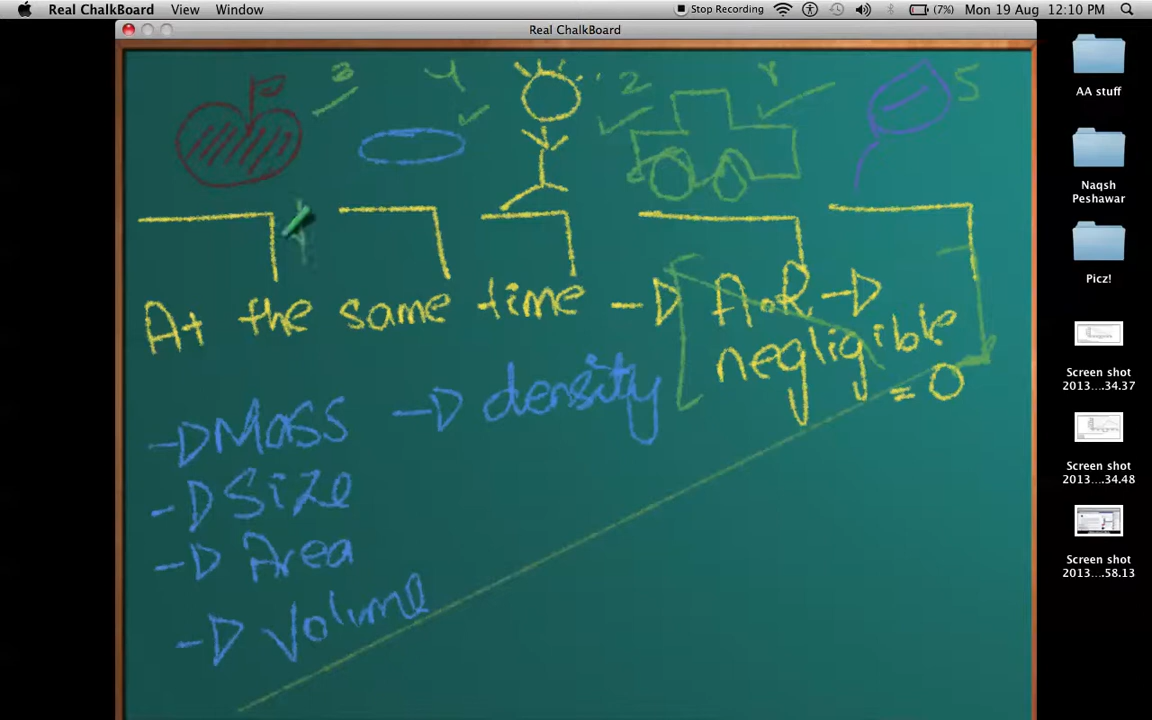 Real ChalkBoard View Window Stop Recording (7%) Mon 19 Aug 12:10 PM
Real ChalkBoard
3 4 2 5
At the same time → A.R →
negligible
= 0
→ Mass → density
→ Size
→ Area
→ Volume
AA stuff
Naqsh
Peshawar
Picz!
Screen shot
2013....34.37
Screen shot
2013....34.48
Screen shot
2013....58.13